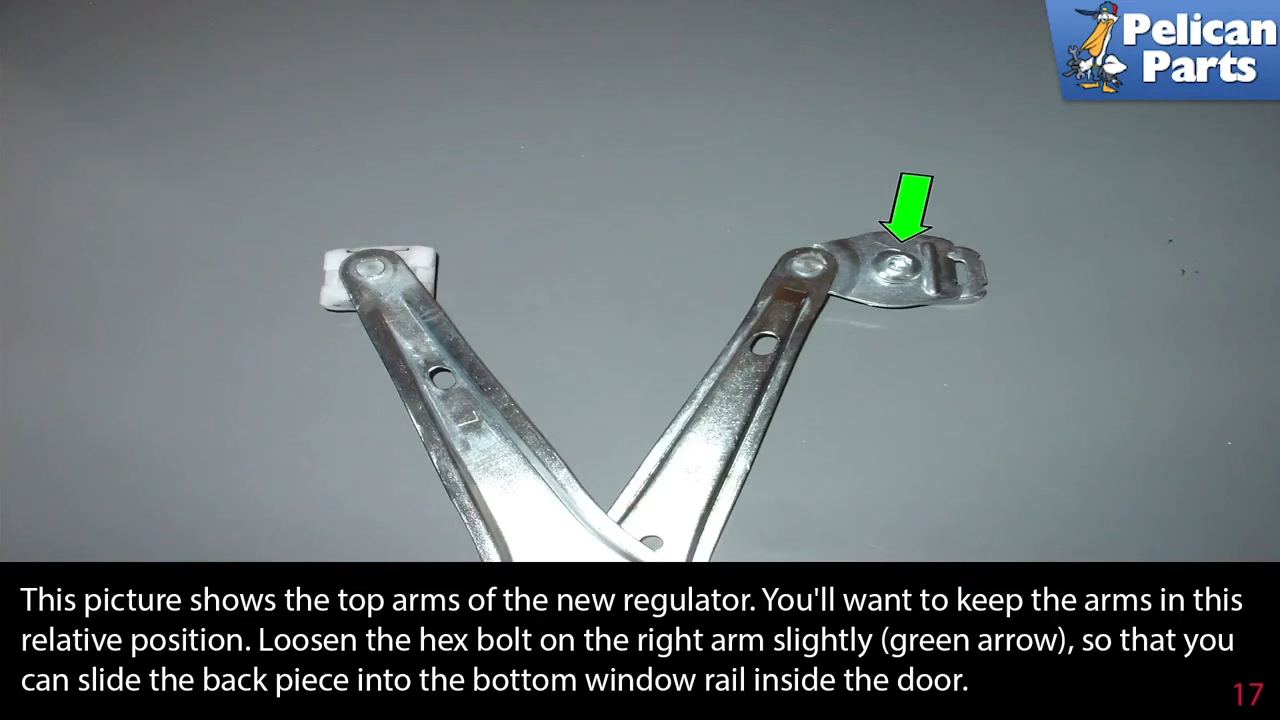 Pelican
Parts
This picture shows the top arms of the new regulator. You'll want to keep the arms in this
relative position. Loosen the hex bolt on the right arm slightly (green arrow), so that you
can slide the back piece into the bottom window rail inside the door.
17